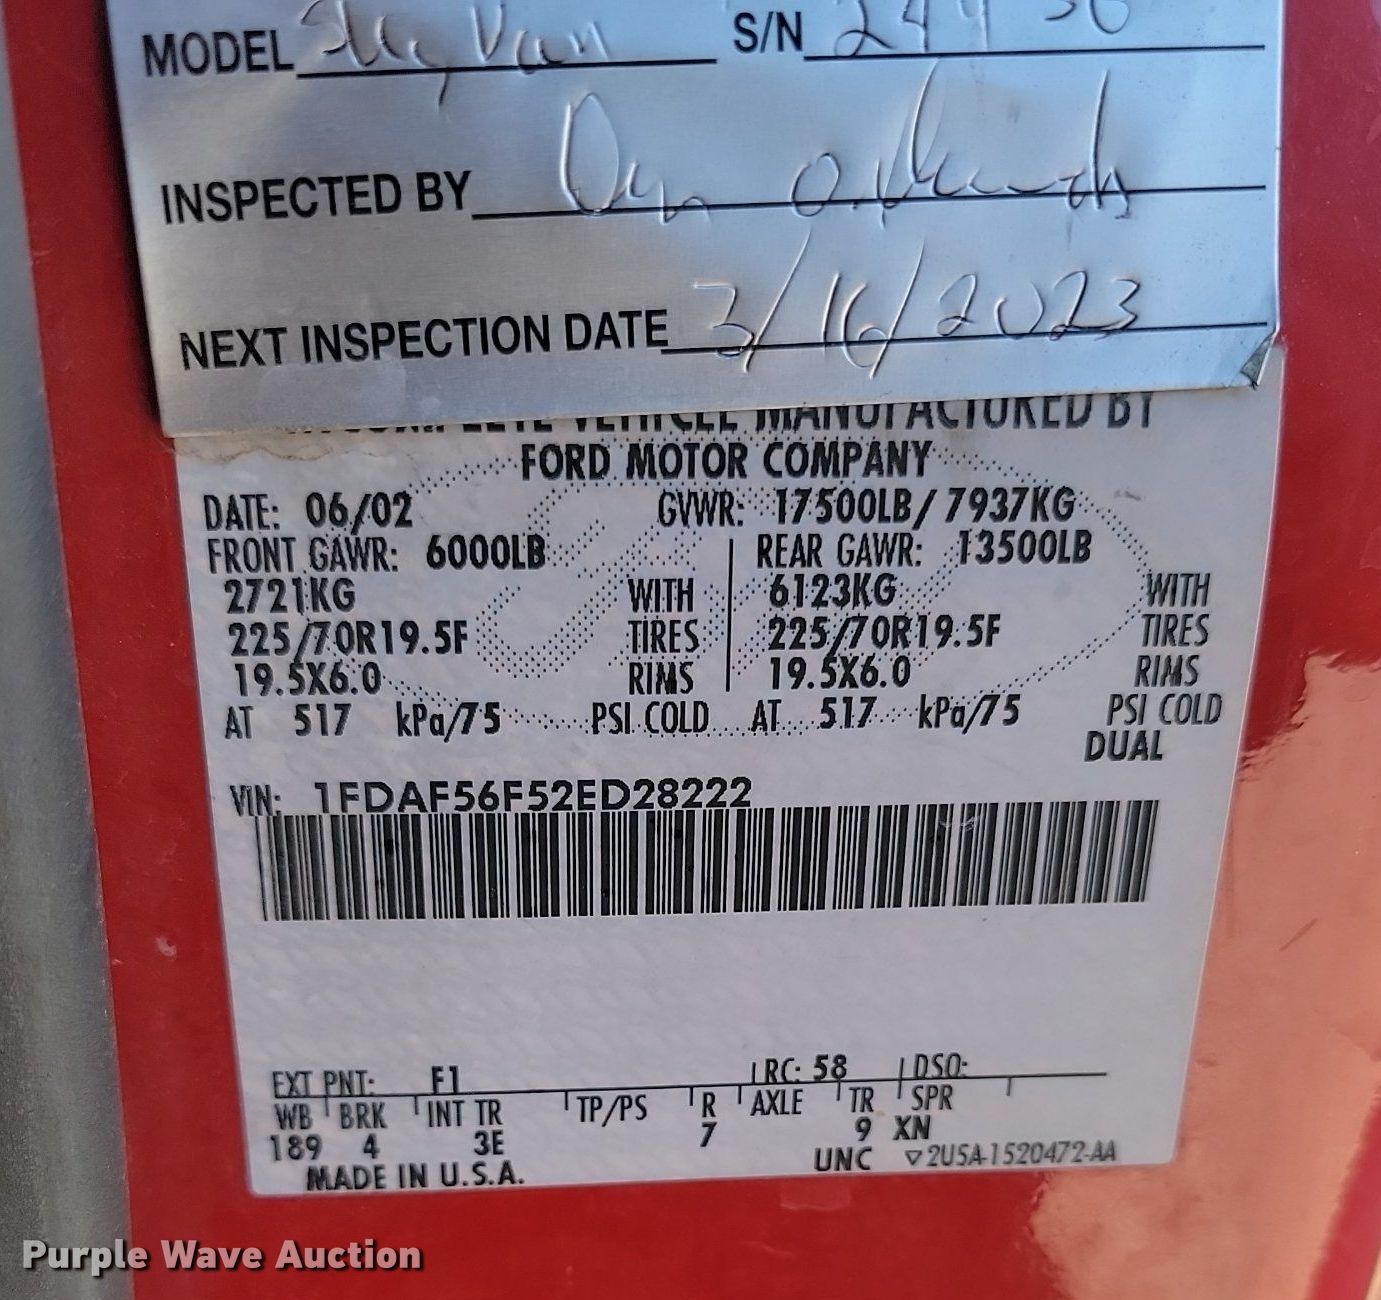 MODEL Sky Van S/N
INSPECTED BY
NEXT INSPECTION DATE 3/16/2023
VEHICLE MANUFACTURED BY
FORD MOTOR COMPANY
DATE: 06/02 GVWR: 17500LB/ 7937KG
FRONT GAWR: 6000LB REAR GAWR: 13500LB
2721KG WITH 6123KG WITH
225/70R19.5F TIRES 225/70R19.5F TIRES
19.5X6.0 RIMS 19.5X6.0 RIMS
AT 517 kPa/75 PSI COLD AT 517 kPa/75 PSI COLD
DUAL
VIN: 1FDAF56F52ED28222
EXT PNT: F1 RC: 58 DSO:
WB BRK INT TR TP/PS R AXLE TR SPR
189 4 3E 7 9 XN
MADE IN U.S.A. UNC ▽2U5A-1520472-AA
Purple Wave Auction